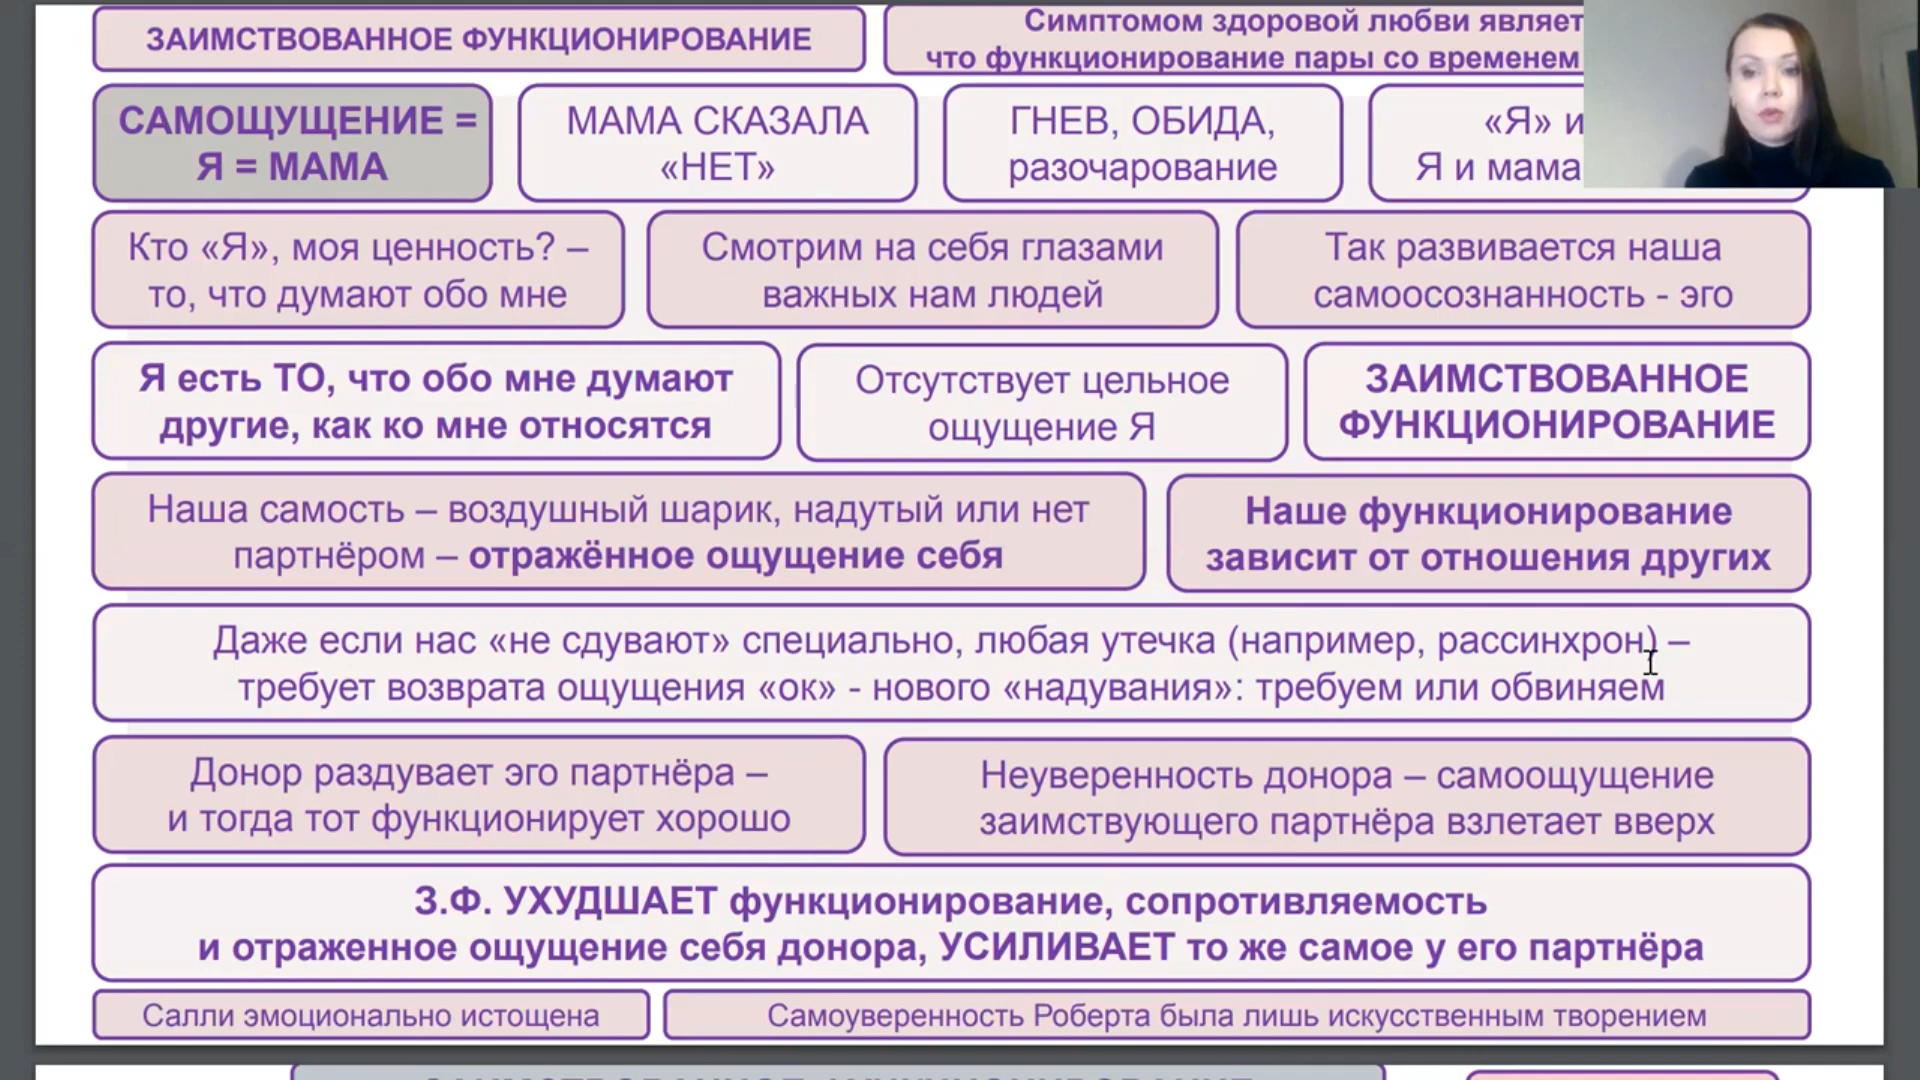 ЗАИМСТВОВАННОЕ ФУНКЦИОНИРОВАНИЕ
Симптомом здоровой любви
что функционирование пары со временем
САМОЩУЩЕНИЕ =
Я = МАМА
МАМА СКАЗАЛА
«НЕТ»
ГНЕВ, ОБИДА,
разочарование
«Я» и
Я и мама
Кто «Я», моя ценность? –
то, что думают обо мне
Смотрим на себя глазами
важных нам людей
Так развивается наша
самоосознанность - эго
Я есть ТО, что обо мне думают
другие, как ко мне относятся
Отсутствует цельное
ощущение Я
ЗАИМСТВОВАННОЕ
ФУНКЦИОНИРОВАНИЕ
Наша самость – воздушный шарик, надутый или нет
партнёром – отражённое ощущение себя
Наше функционирование
зависит от отношения других
Даже если нас «не сдувают» специально, любая утечка (например, рассинхрон) –
требует возврата ощущения «ок» - нового «надувания»: требуем или обвиняем
Донор раздувает эго партнёра –
и тогда тот функционирует хорошо
Неуверенность донора – самоощущение
заимствующего партнёра взлетает вверх
З.Ф. УХУДШАЕТ функционирование, сопротивляемость
и отраженное ощущение себя донора, УСИЛИВАЕТ то же самое у его партнёра
Салли эмоционально истощена
Самоуверенность Роберта была лишь искусственным творением